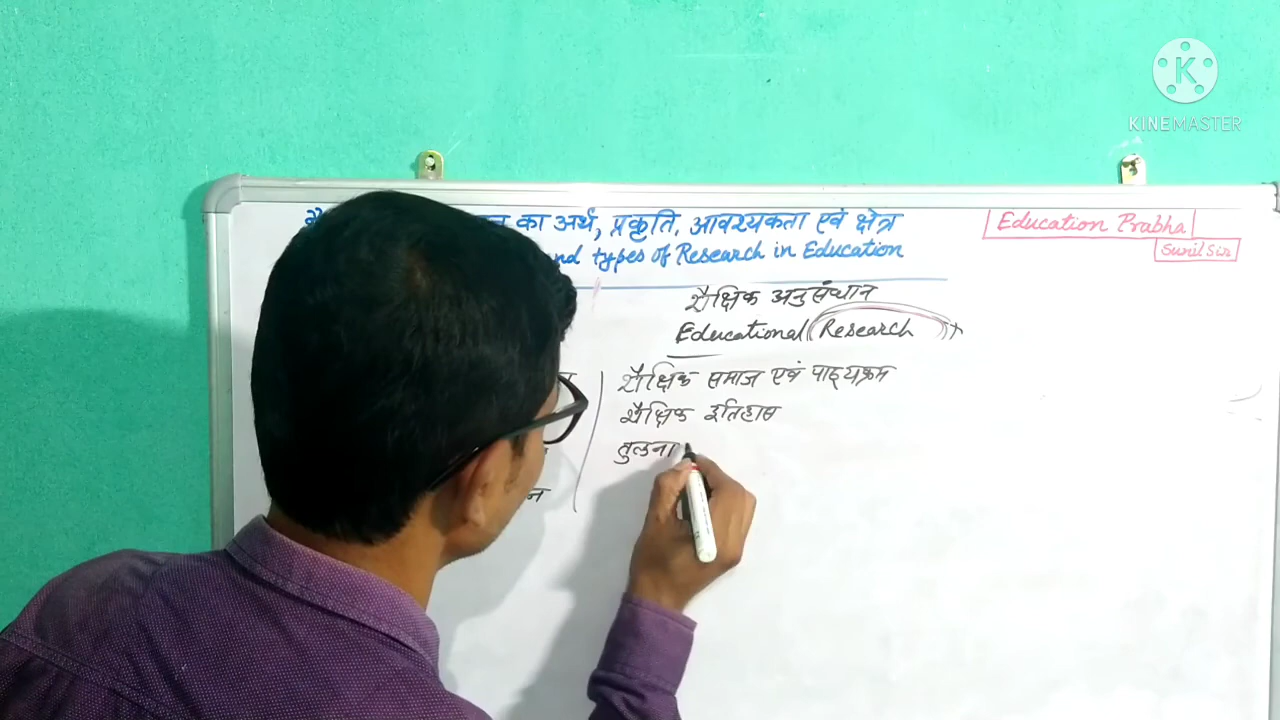 का अर्थ, प्रकृति, आवश्यकता एवं क्षेत्र
and types of Research in Education
Education Prabha
Sunil Sir
शैक्षिक अनुसंधान
Educational Research
शैक्षिक समाज एवं पाठ्यक्रम
शैक्षिक इतिहास
तुलना
KINEMASTER